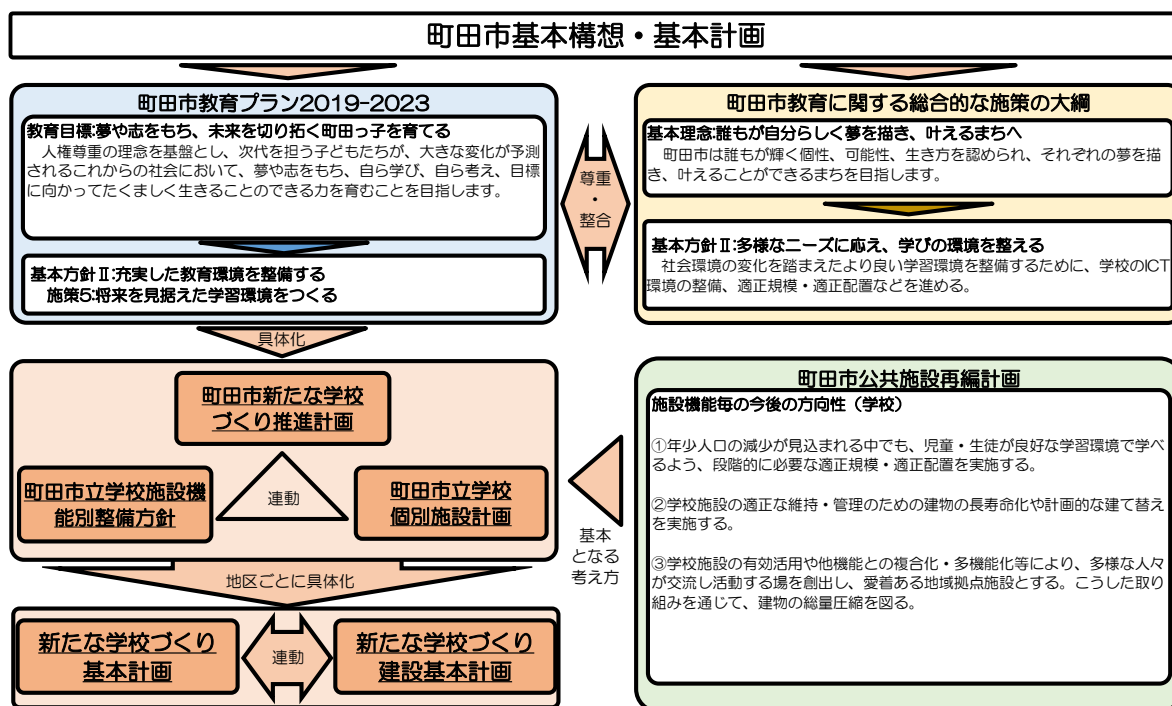 町田市基本構想・基本計画
町田市教育プラン2019-2023
教育目標:夢や志をもち、未来を切り拓く町田っ子を育てる
人権尊重の理念を基盤とし、次代を担う子どもたちが、大きな変化が予測
されるこれからの社会において、夢や志をもち、自ら学び、自ら考え、目標
に向かってたくましく生きることのできる力を育むことを目指します。
基本方針Ⅱ:充実した教育環境を整備する
施策5:将来を見据えた学習環境をつくる
尊重
・
整合
町田市教育に関する総合的な施策の大綱
基本理念:誰もが自分らしく夢を描き、叶えるまちへ
町田市は誰もが輝く個性、可能性、生き方を認められ、それぞれの夢を描
き、叶えることができるまちを目指します。
基本方針Ⅱ:多様なニーズに応え、学びの環境を整える
社会環境の変化を踏まえたより良い学習環境を整備するために、学校のICT
環境の整備、適正規模・適正配置などを進める。
具体化
町田市新たな学校
づくり推進計画
町田市立学校施設機
能別整備方針
連動
町田市立学校
個別施設計画
基本
となる
考え方
町田市公共施設再編計画
施設機能毎の今後の方向性（学校）
①年少人口の減少が見込まれる中でも、児童・生徒が良好な学習環境で学べ
るよう、段階的に必要な適正規模・適正配置を実施する。
②学校施設の適正な維持・管理のための建物の長寿命化や計画的な建て替え
を実施する。
③学校施設の有効活用や他機能との複合化・多機能化等により、多様な人々
が交流し活動する場を創出し、愛着ある地域拠点施設とする。こうした取り
組みを通じて、建物の総量圧縮を図る。
地区ごとに具体化
新たな学校づくり
基本計画
連動
新たな学校づくり
建設基本計画